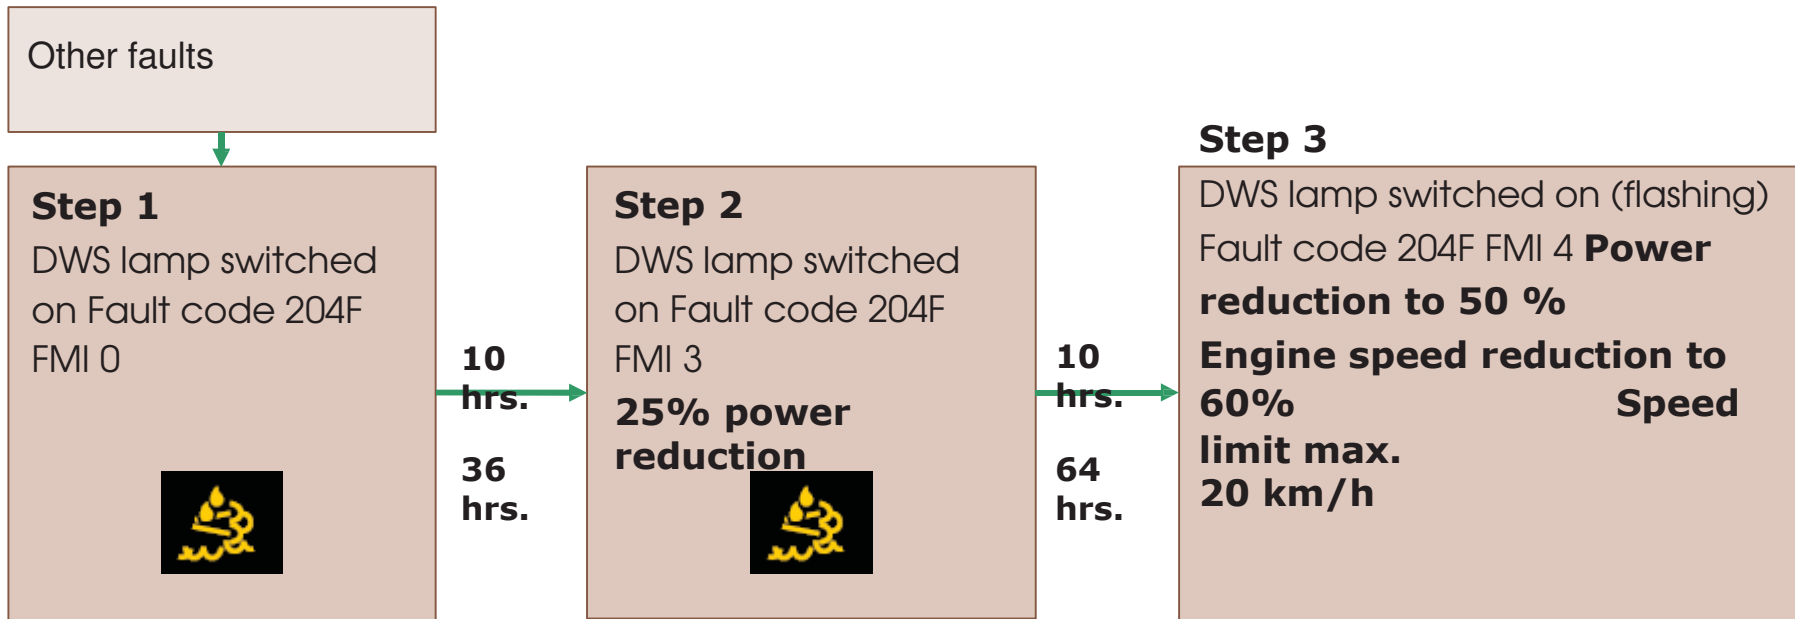 Other faults
Step 1
DWS lamp switched
on Fault code 204F
FMI 0
10
hrs.
36
hrs.
Step 2
DWS lamp switched
on Fault code 204F
FMI 3
25% power
reduction
10
hrs.
64
hrs.
Step 3
DWS lamp switched on (flashing)
Fault code 204F FMI 4 Power
reduction to 50 %
Engine speed reduction to
60% Speed
limit max.
20 km/h